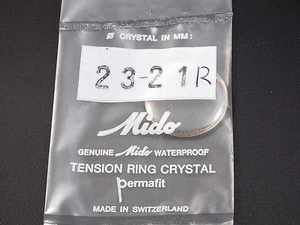 Ø CRYSTAL IN MM:
23-21R
Mido
GENUINE Mido WATERPROOF
TENSION RING CRYSTAL
permafit
MADE IN SWITZERLAND